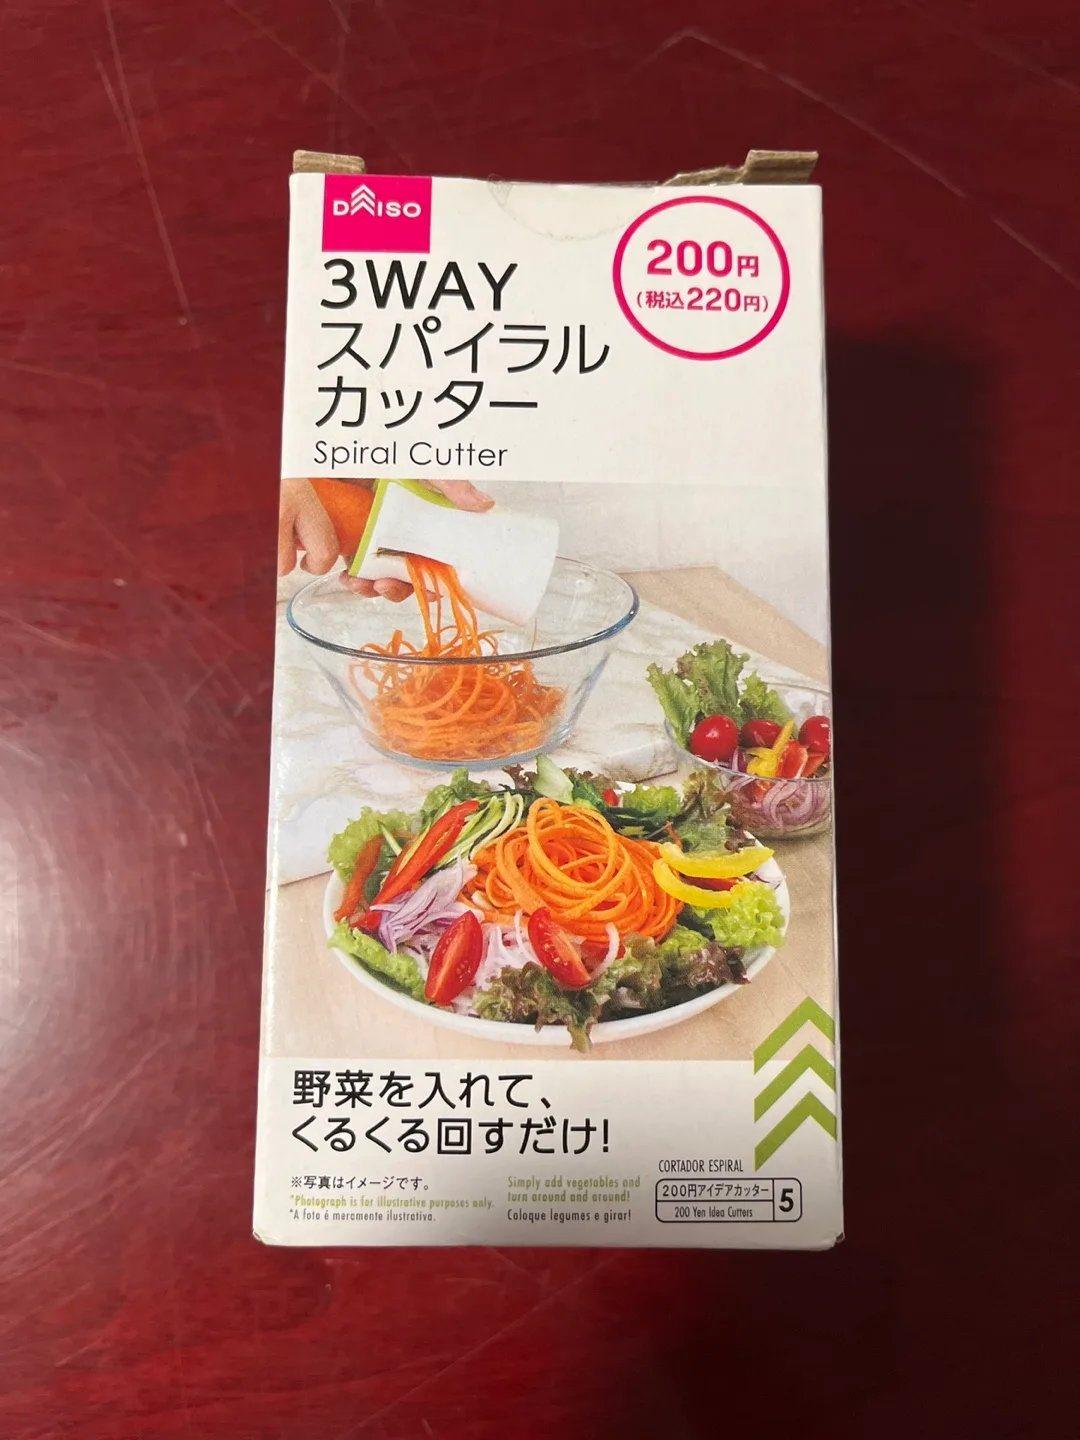 DAISO
200円
(税込220円)
3WAY
スパイラル
カッター
Spiral Cutter
野菜を入れて、
くるくる回すだけ!
※写真はイメージです。
*Photograph is for illustrative purposes only.
*A foto é meramente ilustrativa.
Simply add vegetables and
turn around and around!
Coloque legumes e girar!
CORTADOR ESPIRAL
200円アイデアカッター
200 Yen Idea Cutters
5